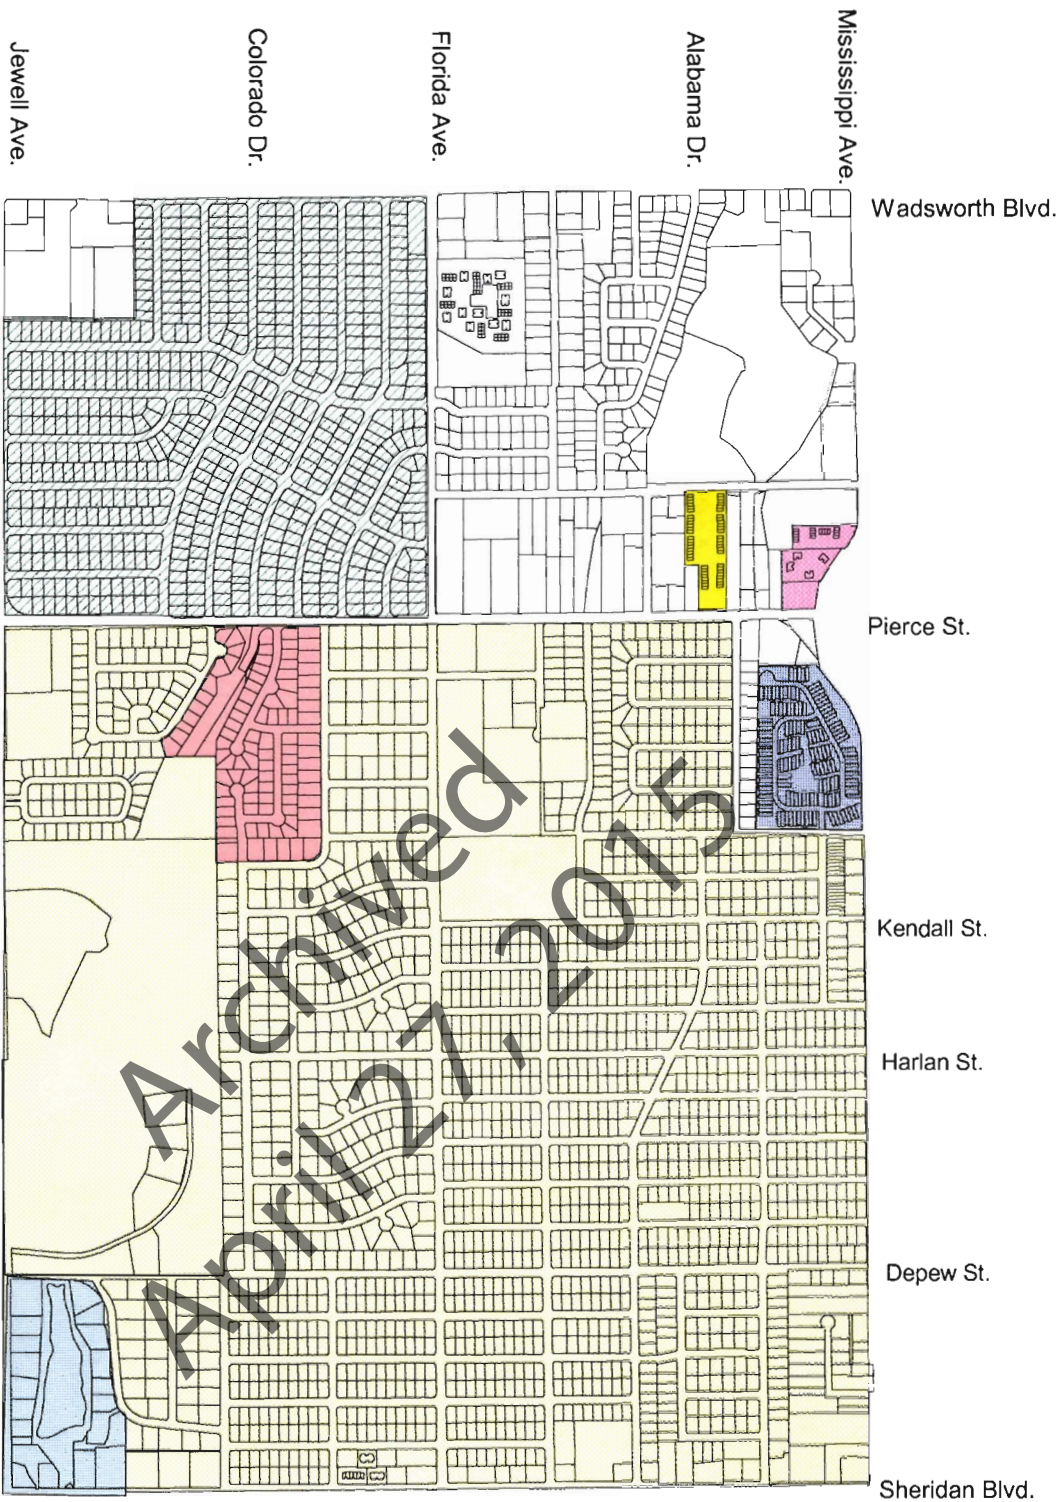 Jewell Ave.
Colorado Dr.
Florida Ave.
Alabama Dr.
Mississippi Ave.
Wadsworth Blvd.
Pierce St.
Kendall St.
Harlan St.
Depew St.
Sheridan Blvd.
Archived
April 27, 2015